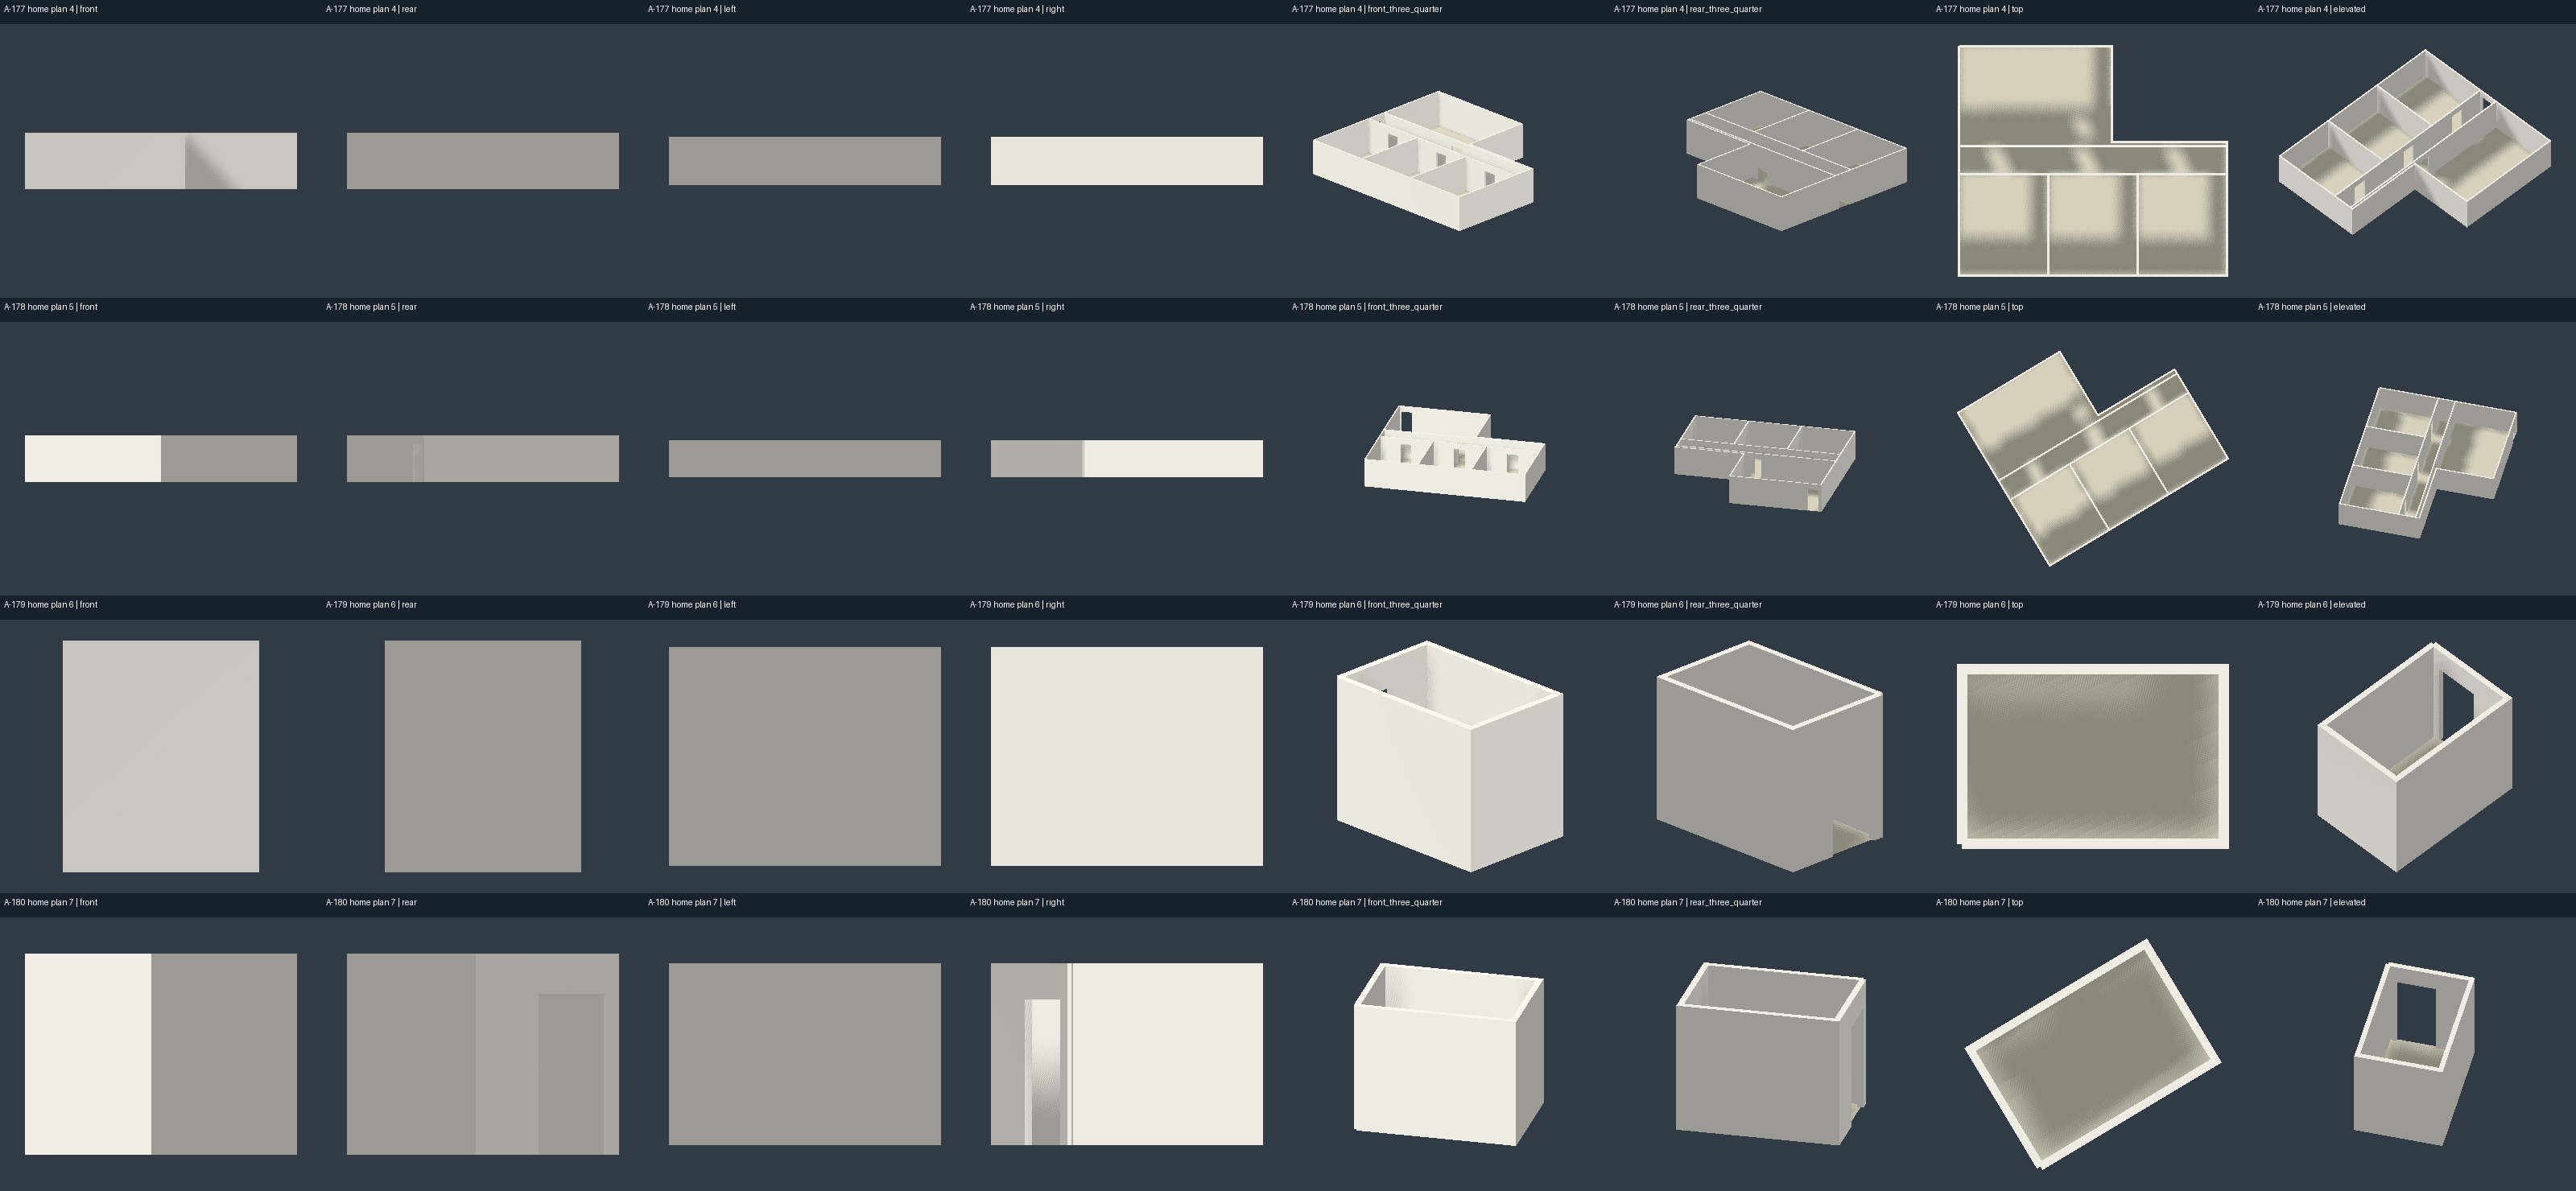 A-177 home plan 4 | front
A-177 home plan 4 | rear
A-177 home plan 4 | left
A-177 home plan 4 | right
A-177 home plan 4 | front_three_quarter
A-177 home plan 4 | rear_three_quarter
A-177 home plan 4 | top
A-177 home plan 4 | elevated
A-178 home plan 5 | front
A-178 home plan 5 | rear
A-178 home plan 5 | left
A-178 home plan 5 | right
A-178 home plan 5 | front_three_quarter
A-178 home plan 5 | rear_three_quarter
A-178 home plan 5 | top
A-178 home plan 5 | elevated
A-179 home plan 6 | front
A-179 home plan 6 | rear
A-179 home plan 6 | left
A-179 home plan 6 | right
A-179 home plan 6 | front_three_quarter
A-179 home plan 6 | rear_three_quarter
A-179 home plan 6 | top
A-179 home plan 6 | elevated
A-180 home plan 7 | front
A-180 home plan 7 | rear
A-180 home plan 7 | left
A-180 home plan 7 | right
A-180 home plan 7 | front_three_quarter
A-180 home plan 7 | rear_three_quarter
A-180 home plan 7 | top
A-180 home plan 7 | elevated